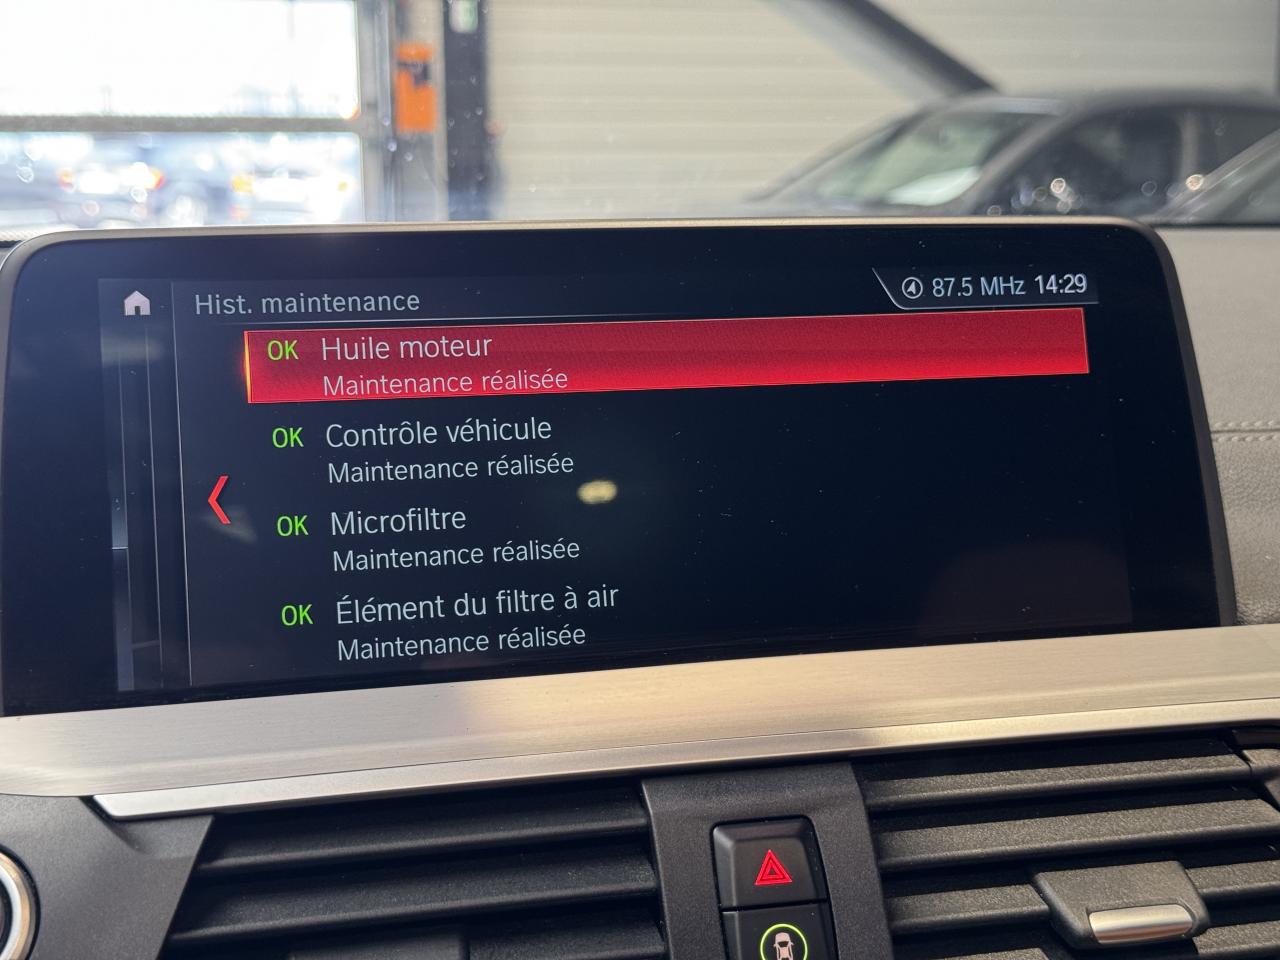 Hist. maintenance
87.5 MHz 14:29
OK Huile moteur
Maintenance réalisée
OK Contrôle véhicule
Maintenance réalisée
OK Microfiltre
Maintenance réalisée
OK Élément du filtre à air
Maintenance réalisée